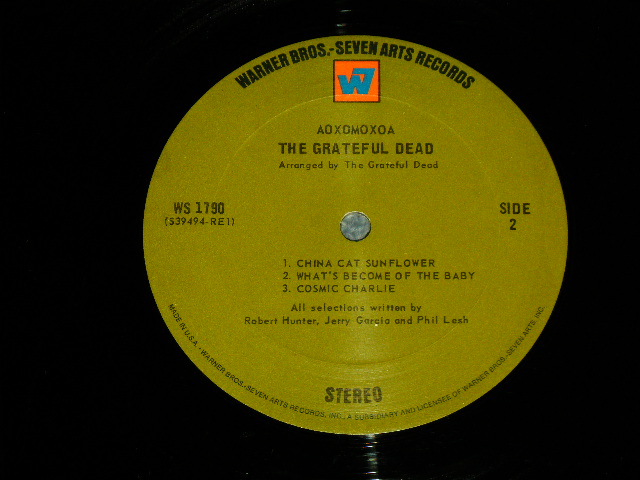 WARNER BROS.-SEVEN ARTS RECORDS
W7
AOXOMOXOA
THE GRATEFUL DEAD
Arranged by The Grateful Dead
WS 1790
(S39494-RE1)
SIDE
2
1. CHINA CAT SUNFLOWER
2. WHAT'S BECOME OF THE BABY
3. COSMIC CHARLIE
All selections written by
Robert Hunter, Jerry Garcia and Phil Lesh
STEREO
MADE IN U.S.A. • WARNER BROS.-SEVEN ARTS RECORDS, INC., A SUBSIDIARY AND LICENSEE OF WARNER BROS.-SEVEN ARTS, INC.